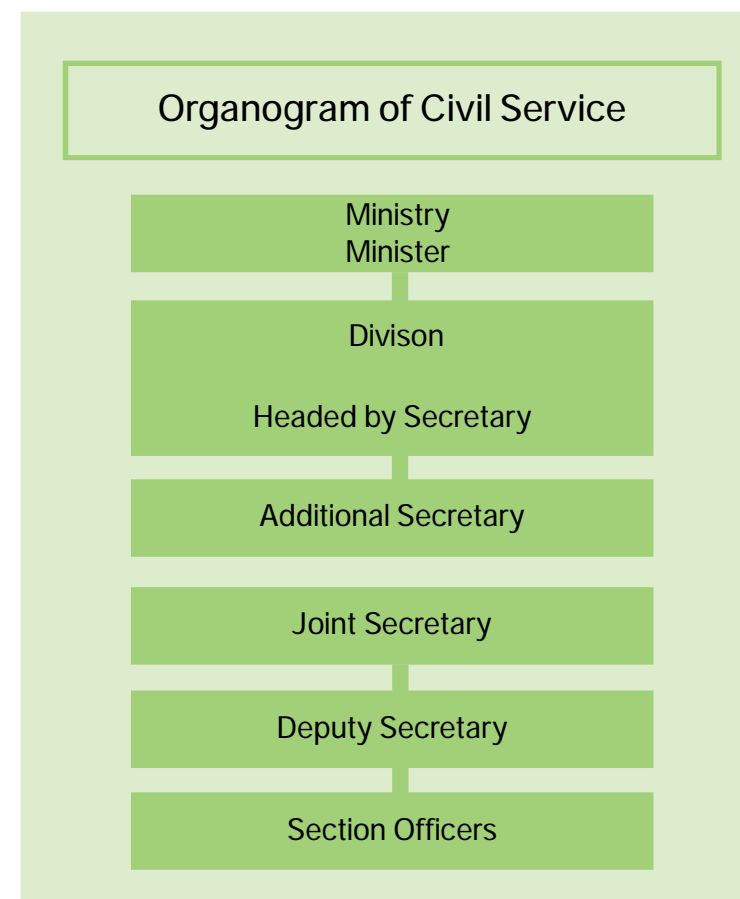 Organogram of Civil Service
Ministry
Minister
Divison
Headed by Secretary
Additional Secretary
Joint Secretary
Deputy Secretary
Section Officers